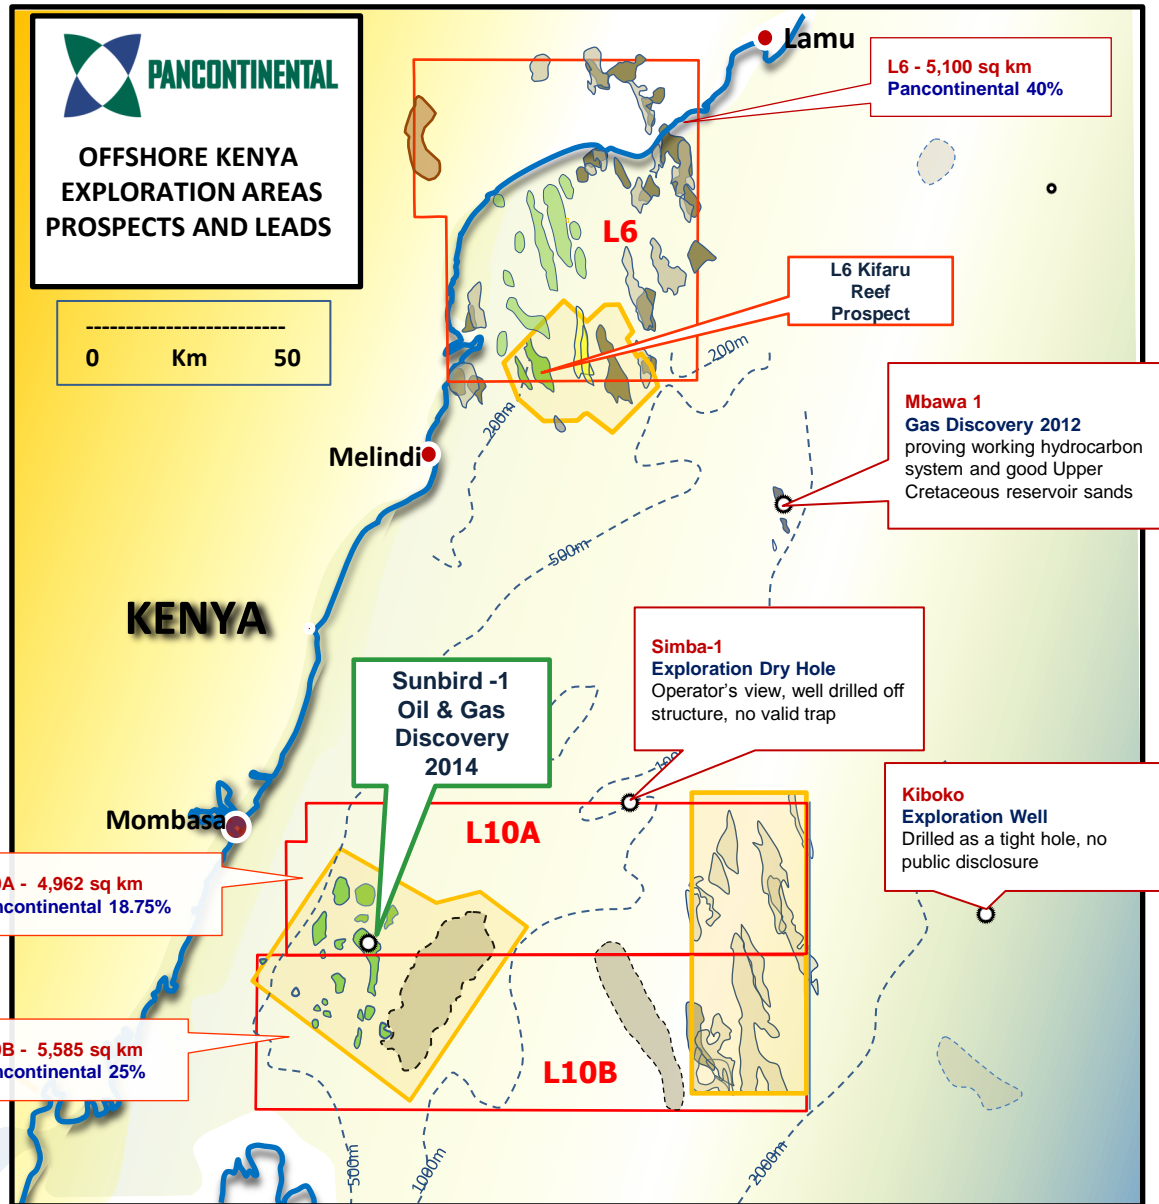 PANCONTINENTAL
OFFSHORE KENYA
EXPLORATION AREAS
PROSPECTS AND LEADS
-------------------------
0 Km 50
Lamu
L6 - 5,100 sq km
Pancontinental 40%
L6
L6 Kifaru
Reef
Prospect
200m
200m
Mbawa 1
Gas Discovery 2012
proving working hydrocarbon
system and good Upper
Cretaceous reservoir sands
Melindi
500m
KENYA
Simba-1
Exploration Dry Hole
Operator's view, well drilled off
structure, no valid trap
Sunbird -1
Oil & Gas
Discovery
2014
100
Kiboko
Exploration Well
Drilled as a tight hole, no
public disclosure
Mombasa
L10A
0A - 4,962 sq km
ncontinental 18.75%
0B - 5,585 sq km
ncontinental 25%
L10B
500m
1000m
2000m